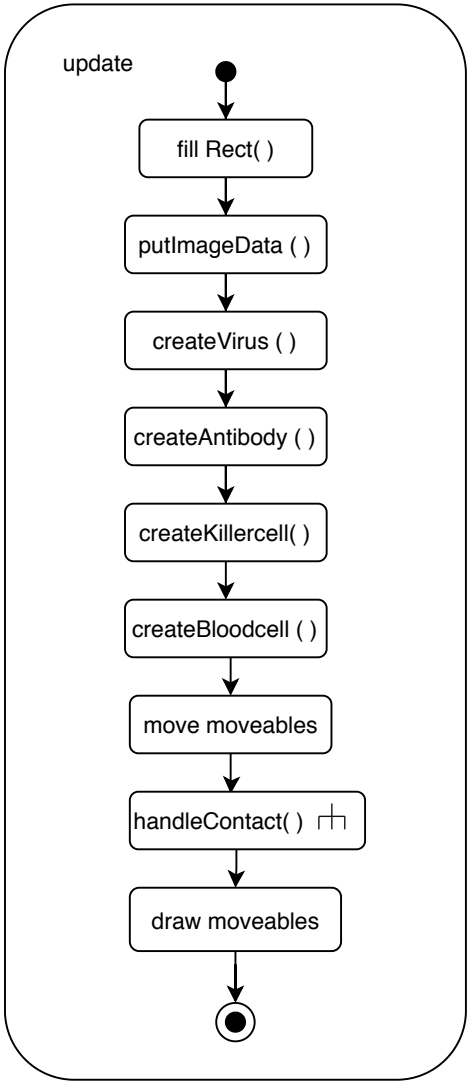 update
fill Rect( )
putImageData ( )
createVirus ( )
createAntibody ( )
createKillercell( )
createBloodcell ( )
move moveables
handleContact( )
draw moveables